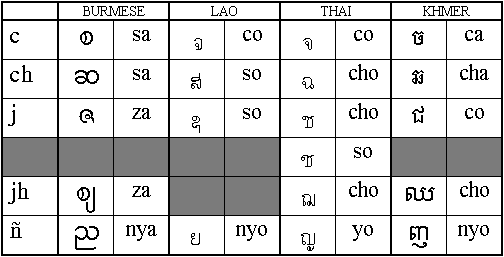 BURMESE LAO THAI KHMER
c စ sa ຈ co จ co ច ca
ch ဆ sa ສ so ฉ cho ឆ cha
j ဇ za ຊ so ช cho ជ co
ซ so
jh ဈ za ฌ cho ឈ cho
ñ ည nya ຍ nyo ญ yo ញ nyo